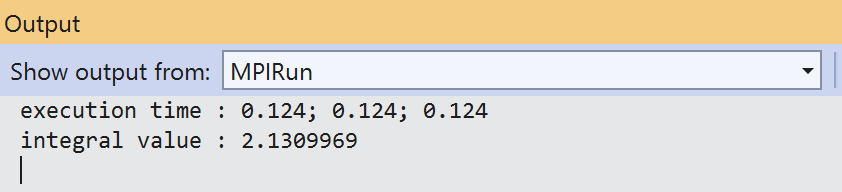 Output
Show output from: MPIRun
execution time : 0.124; 0.124; 0.124
integral value : 2.1309969